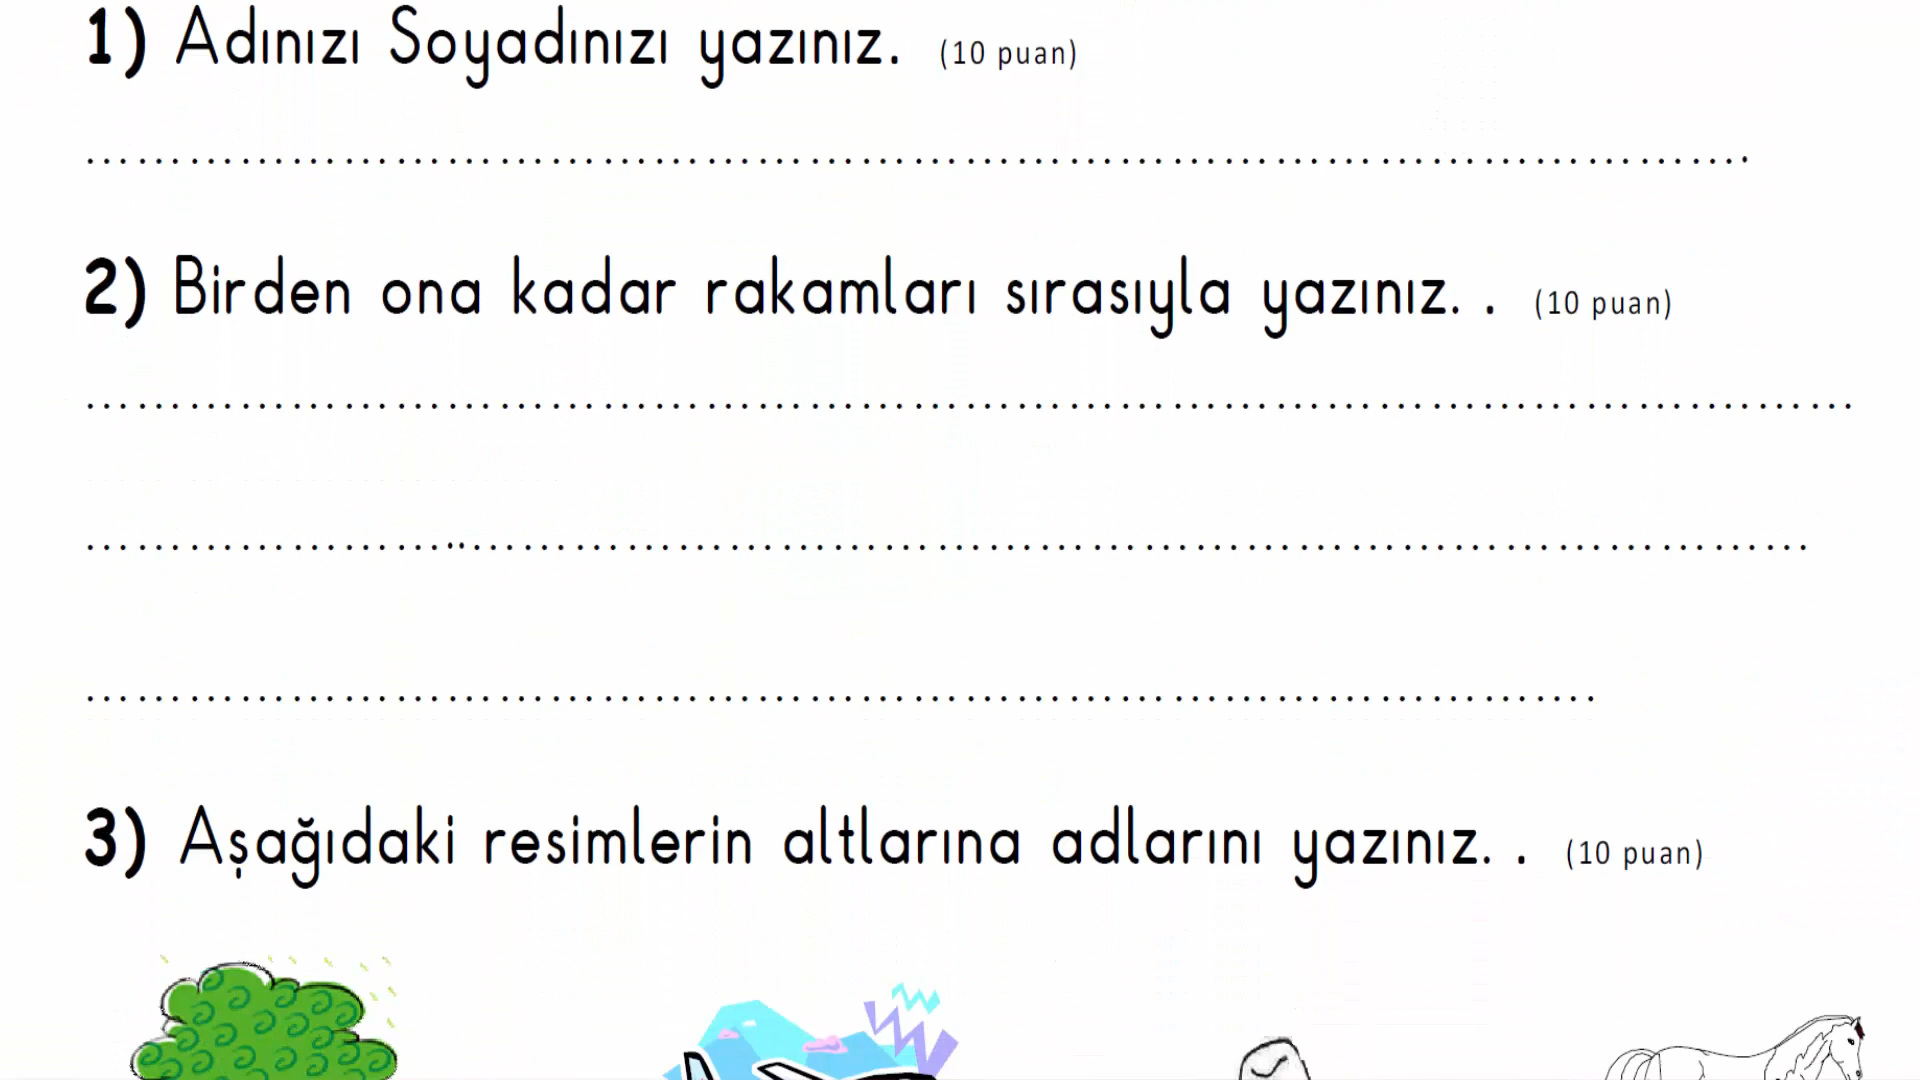 1) Adınızı Soyadınızı yazınız. (10 puan)
2) Birden ona kadar rakamları sırasıyla yazınız. . (10 puan)
3) Aşağıdaki resimlerin altlarına adlarını yazınız. . (10 puan)